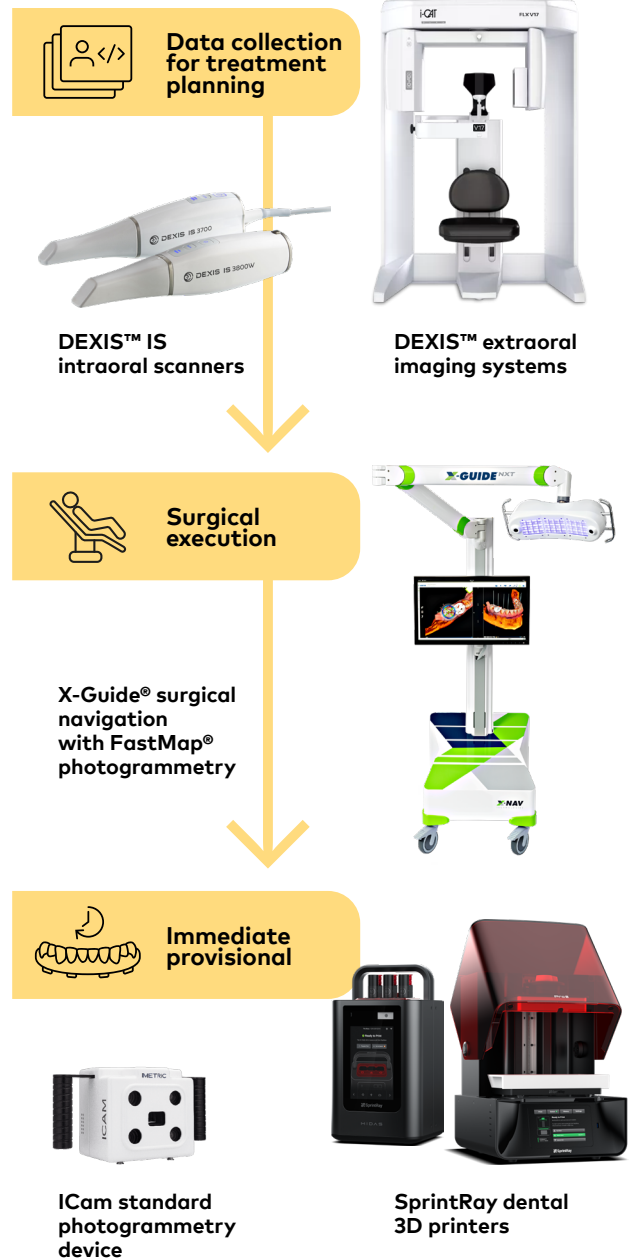 Data collection
for treatment
planning
i-CAT
FLX V17
V17
DEXIS IS 3700
DEXIS IS 3800W
DEXIS™ IS
intraoral scanners
DEXIS™ extraoral
imaging systems
X-GUIDE NXT
Surgical
execution
X-Guide® surgical
navigation
with FastMap®
photogrammetry
X-NAV
Immediate
provisional
IMETRIC
ICAM
SprintRay
MIDAS
SprintRay
ICam standard
photogrammetry
device
SprintRay dental
3D printers